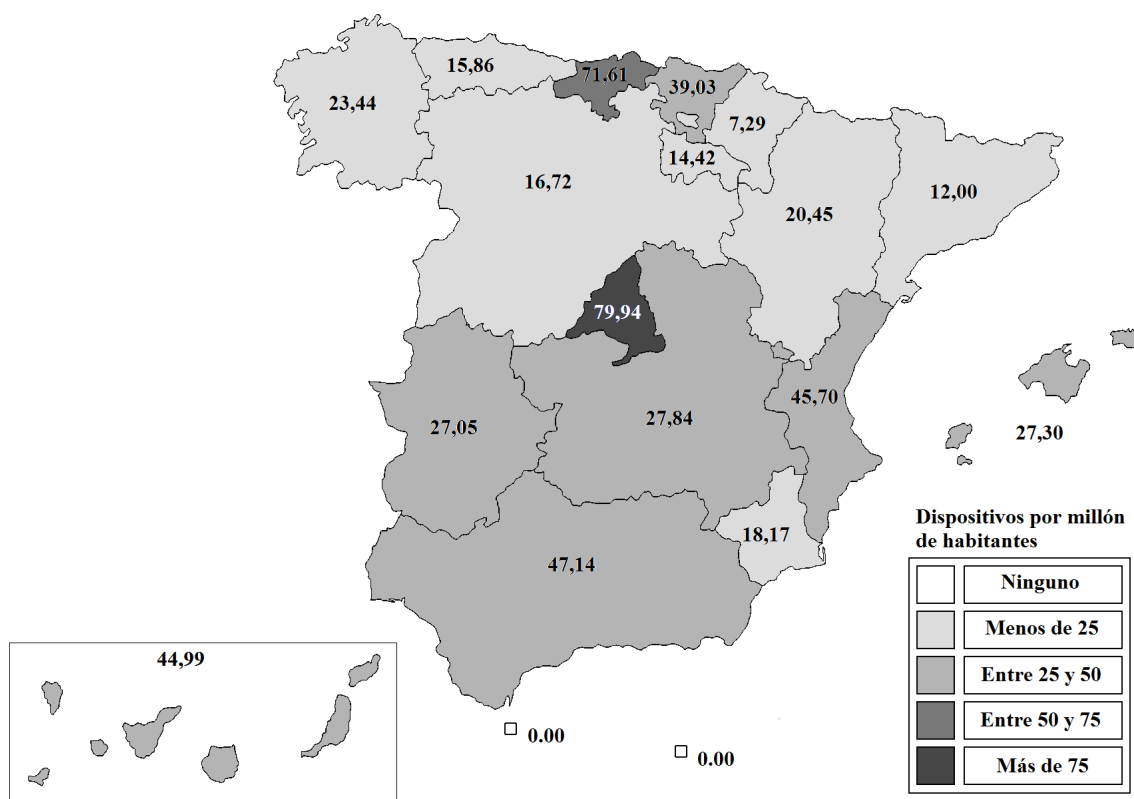 15,86
71,61
39,03
23,44
7,29
14,42
16,72
12,00
20,45
79,94
45,70
27,05
27,84
27,30
18,17
47,14
Dispositivos por millón
de habitantes
Ninguno
Menos de 25
Entre 25 y 50
Entre 50 y 75
Más de 75
44,99
0.00
0.00